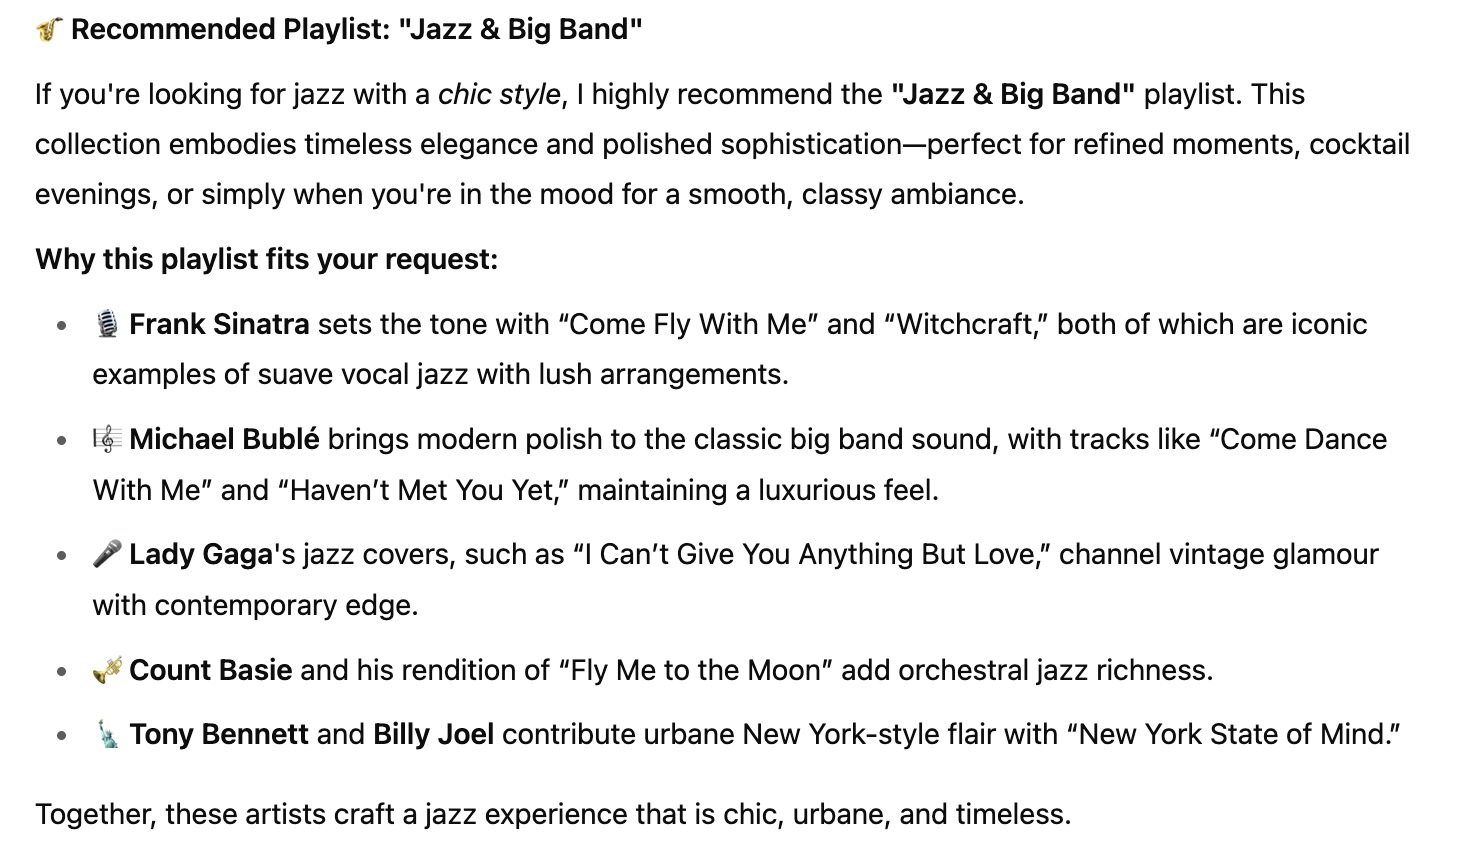 🎷 Recommended Playlist: "Jazz & Big Band"
If you're looking for jazz with a chic style, I highly recommend the "Jazz & Big Band" playlist. This
collection embodies timeless elegance and polished sophistication—perfect for refined moments, cocktail
evenings, or simply when you're in the mood for a smooth, classy ambiance.
Why this playlist fits your request:
• 🎙️ Frank Sinatra sets the tone with “Come Fly With Me” and “Witchcraft,” both of which are iconic
examples of suave vocal jazz with lush arrangements.
• 🎼 Michael Bublé brings modern polish to the classic big band sound, with tracks like “Come Dance
With Me” and “Haven’t Met You Yet,” maintaining a luxurious feel.
• 🎤 Lady Gaga's jazz covers, such as “I Can’t Give You Anything But Love,” channel vintage glamour
with contemporary edge.
• 🎺 Count Basie and his rendition of “Fly Me to the Moon” add orchestral jazz richness.
• 🗽 Tony Bennett and Billy Joel contribute urbane New York-style flair with “New York State of Mind.”
Together, these artists craft a jazz experience that is chic, urbane, and timeless.